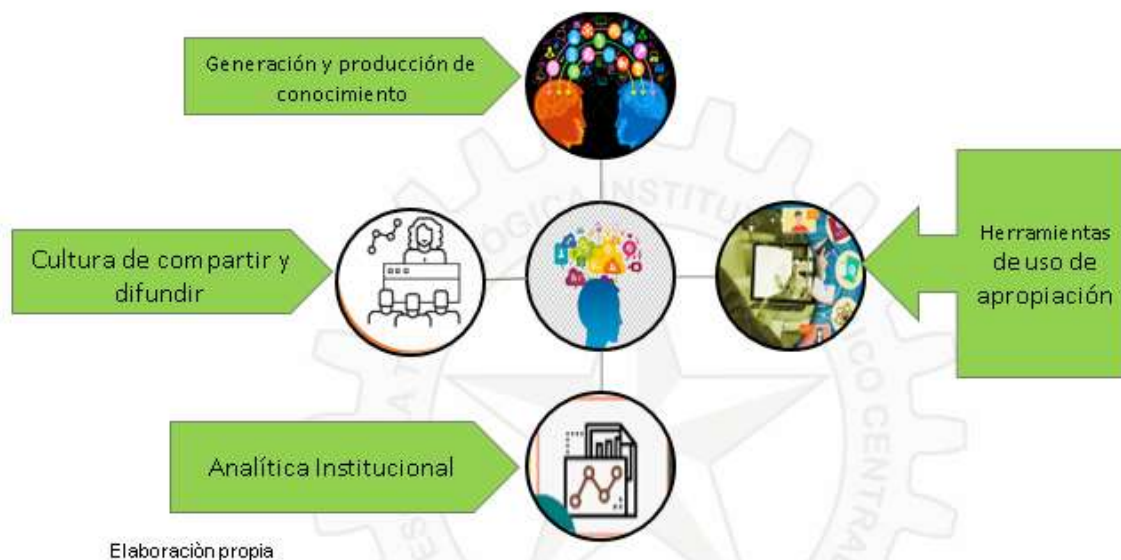 Generación y producción de
conocimiento
Cultura de compartir y
difundir
Herramientas
de uso de
apropiación
Analítica Institucional
Elaboraciòn propia